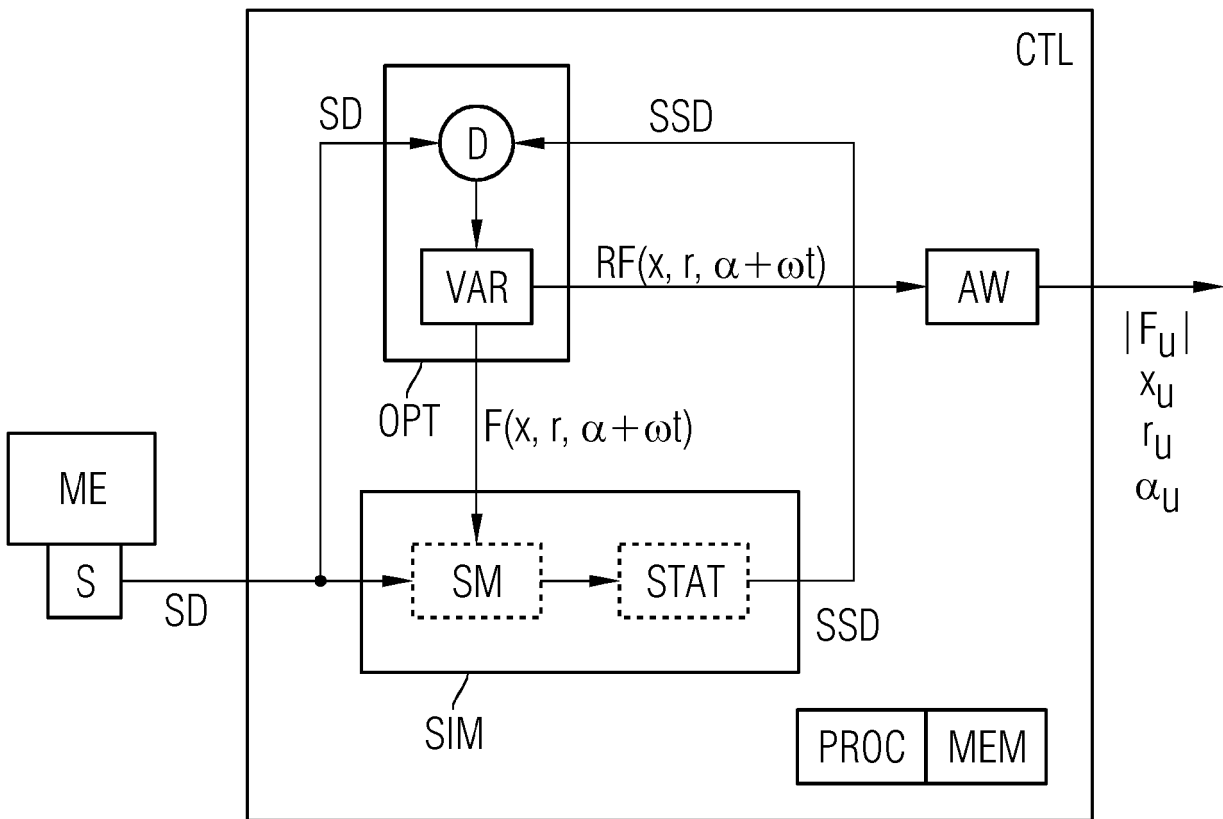 CTL
SD
SSD
D
VAR
RF(x, r, α+ωt)
AW
|Fu|
xu
ru
αu
OPT
F(x, r, α+ωt)
ME
S
SD
SM
STAT
SSD
SIM
PROC
MEM